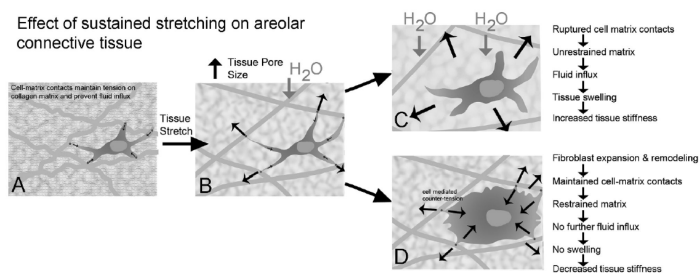 Effect of sustained stretching on areolar
connective tissue
Cell-matrix contacts maintain tension on
collagen matrix and prevent fluid influx
A
Tissue
Stretch
Tissue Pore
Size
H2O
B
H2O
H2O
C
Ruptured cell matrix contacts
Unrestrained matrix
Fluid influx
Tissue swelling
Increased tissue stiffness
cell mediated
counter-tension
D
Fibroblast expansion & remodeling
Maintained cell-matrix contacts
Restrained matrix
No further fluid influx
No swelling
Decreased tissue stiffness